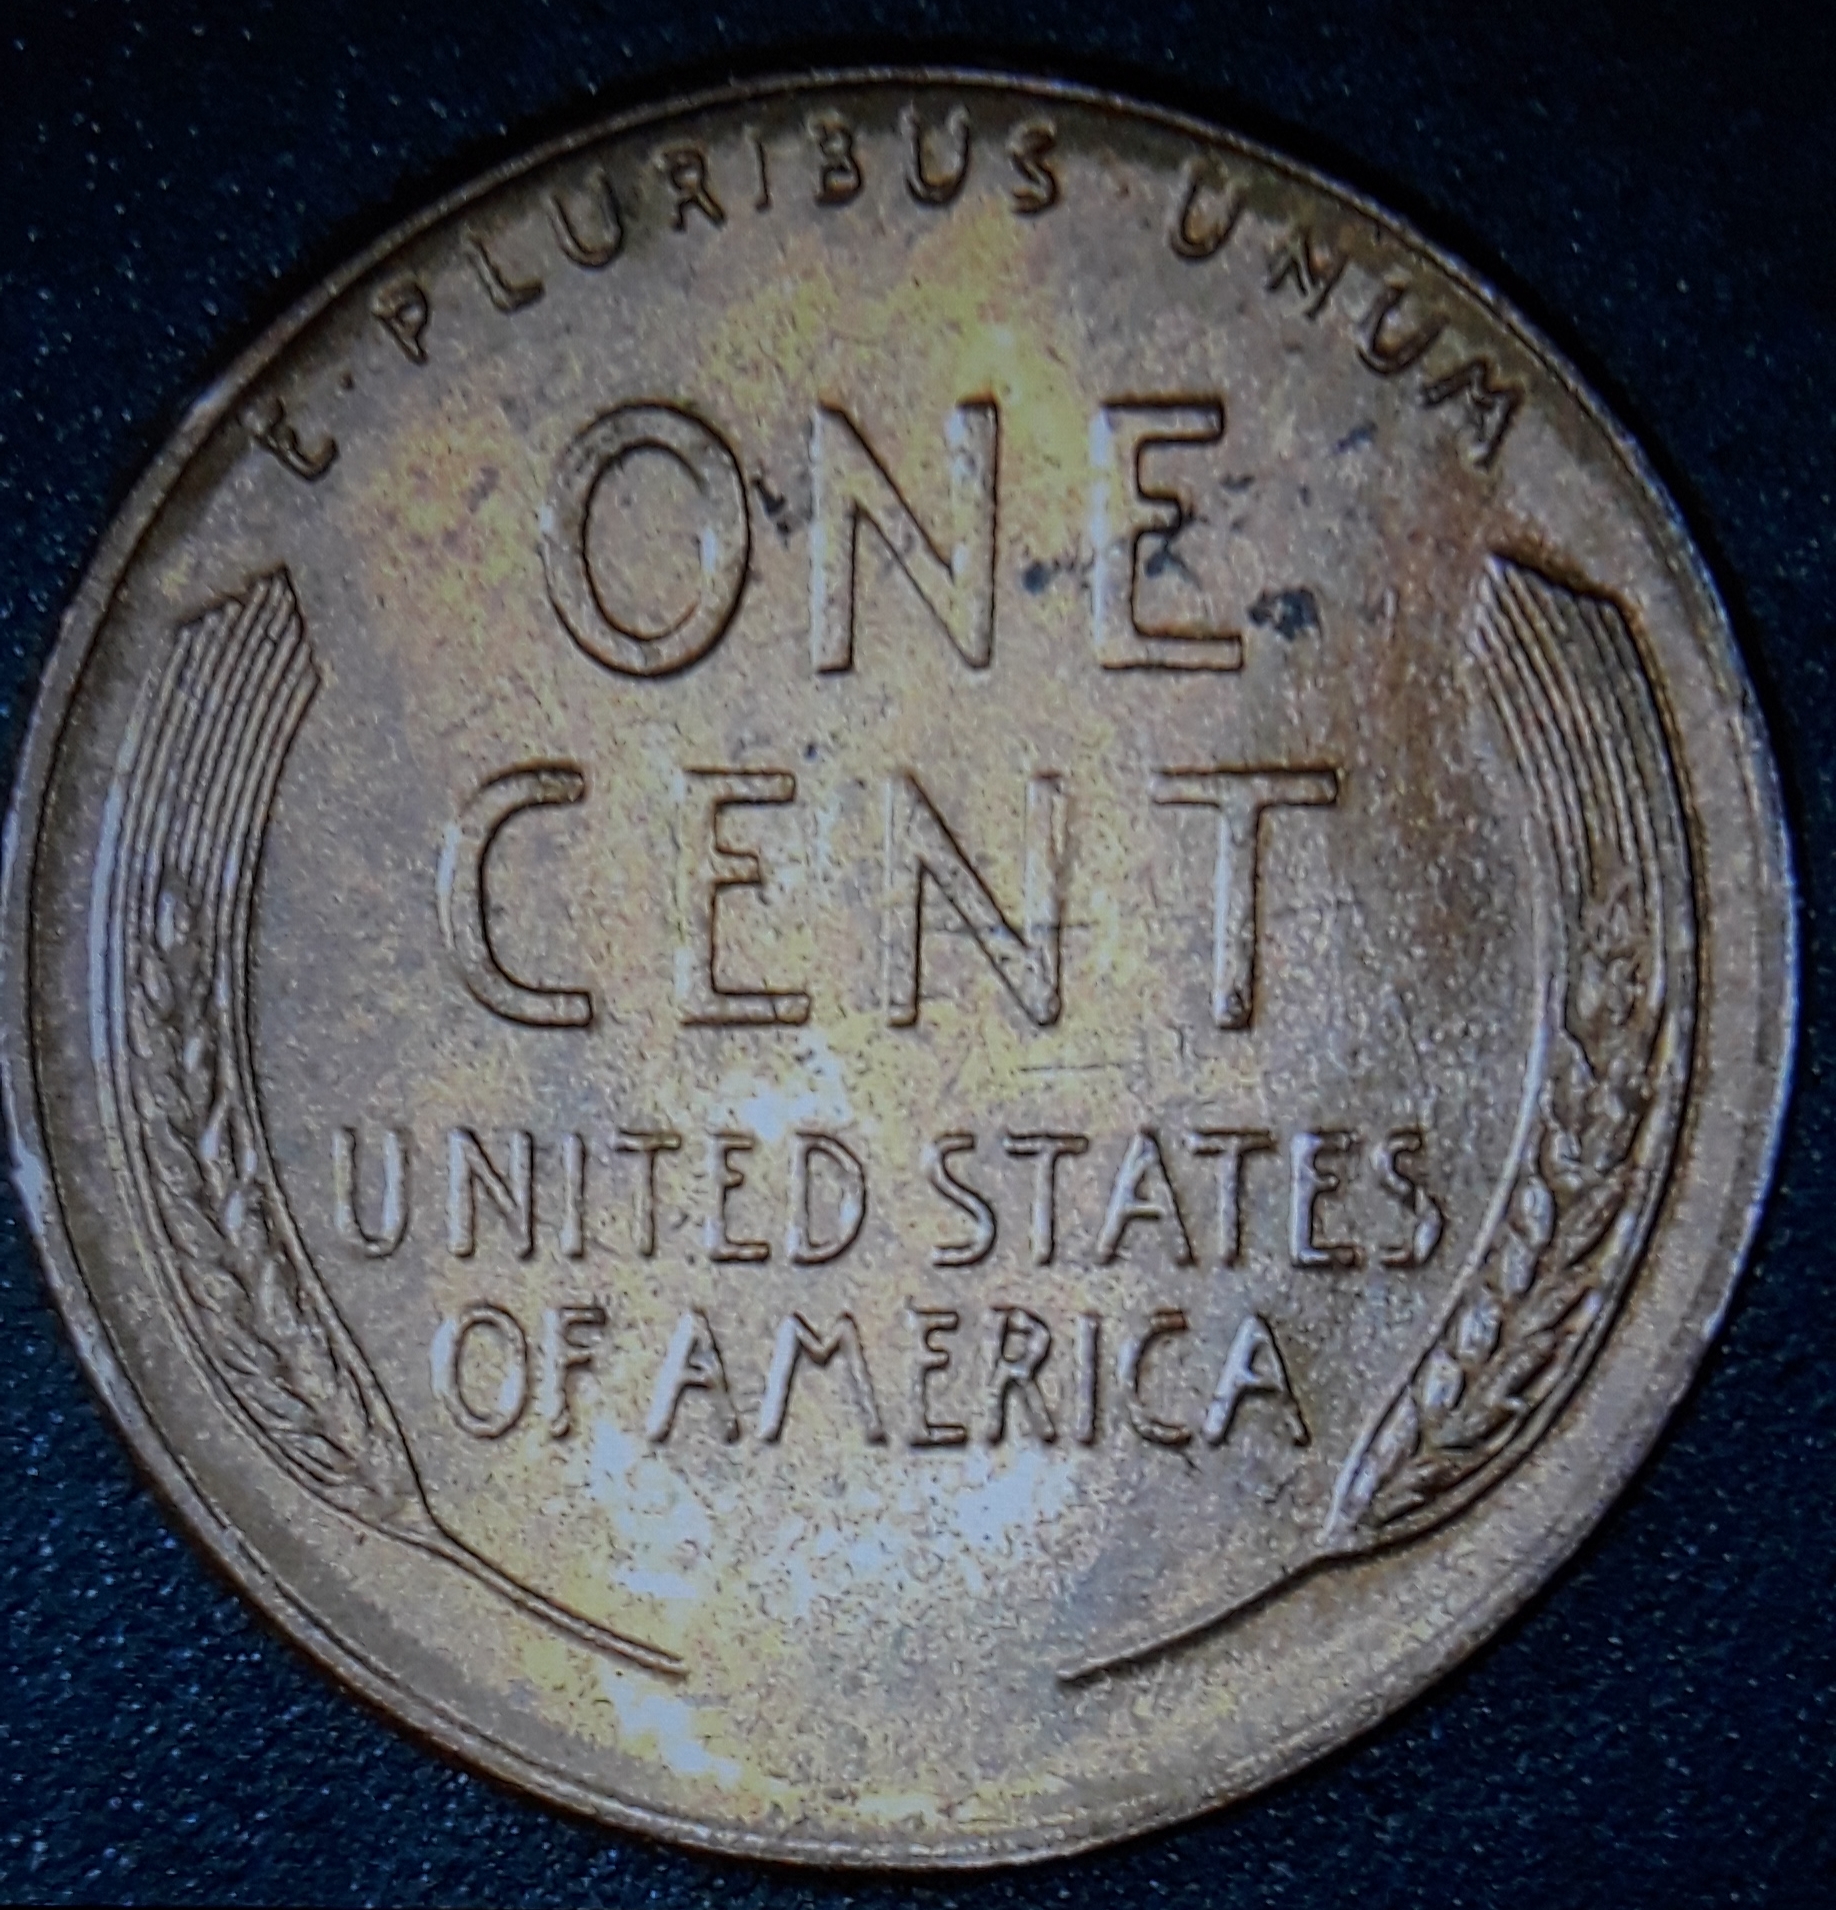 E·PLURIBUS·UNUM
ONE
CENT
UNITED STATES
OF AMERICA